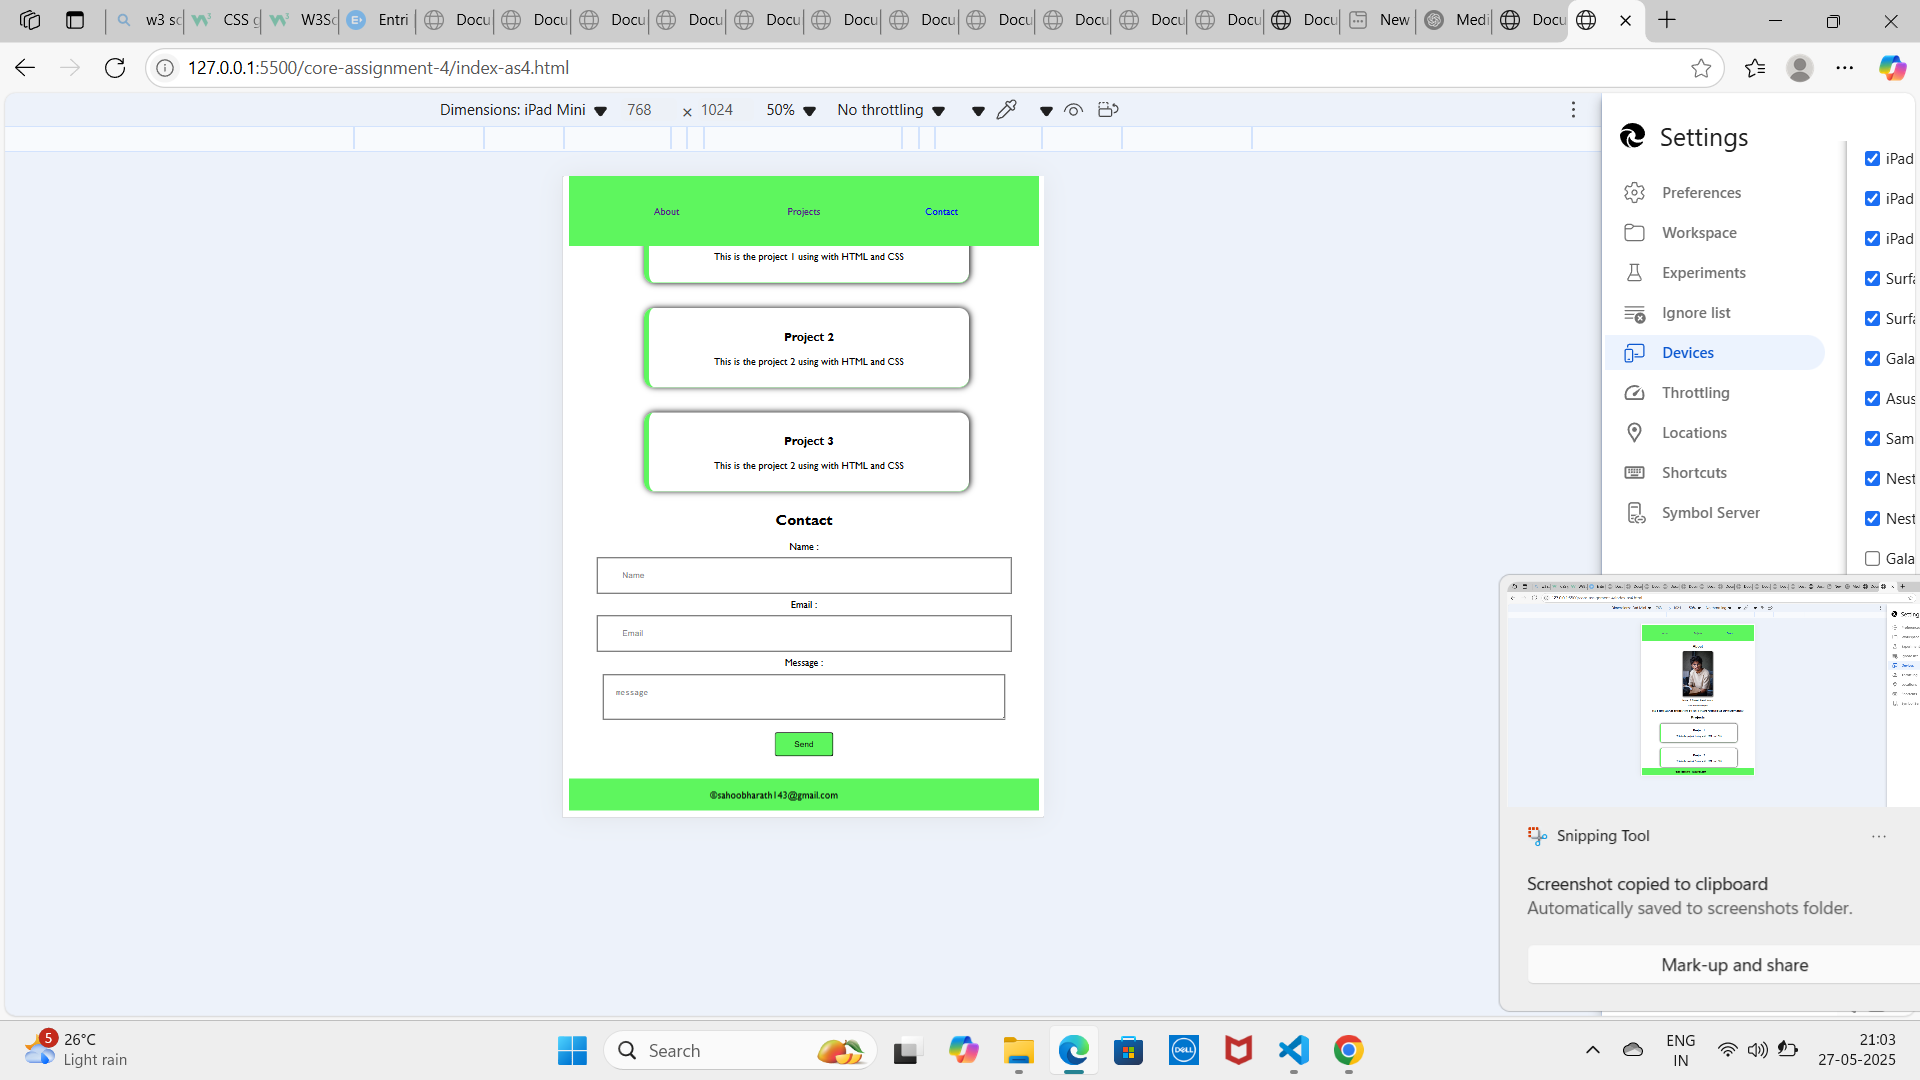 w3 sc
CSS g
W3Sc
Entri
Docu
Docu
Docu
Docu
Docu
Docu
Docu
Docu
Docu
Docu
Docu
Docu
New
Medi
Docu
127.0.0.1:5500/core-assignment-4/index-as4.html
Dimensions: iPad Mini
768
×
1024
50%
No throttling
About
Projects
Contact
This is the project 1 using with HTML and CSS
Project 2
This is the project 2 using with HTML and CSS
Project 3
This is the project 2 using with HTML and CSS
Contact
Name :
Name
Email :
Email
Message :
message
Send
©sahoobharath143@gmail.com
Settings
Preferences
Workspace
Experiments
Ignore list
Devices
Throttling
Locations
Shortcuts
Symbol Server
iPad
iPad
iPad
Surfa
Surfa
Gala
Asus
Sam
Nest
Nest
Gala
Snipping Tool
Screenshot copied to clipboard
Automatically saved to screenshots folder.
Mark-up and share
5
26°C
Light rain
Search
DELL
ENG
IN
21:03
27-05-2025